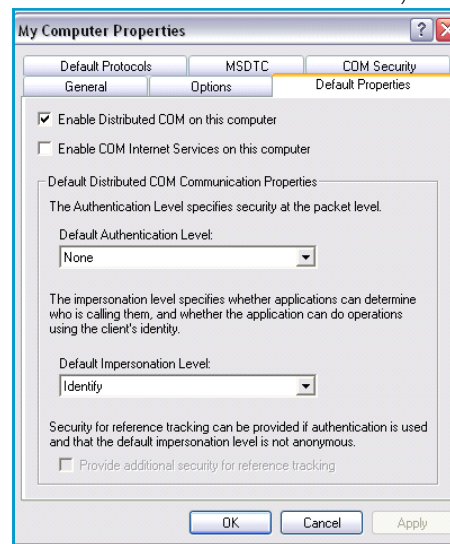 My Computer Properties
Default Protocols MSDTC COM Security
General Options Default Properties
Enable Distributed COM on this computer
Enable COM Internet Services on this computer
Default Distributed COM Communication Properties
The Authentication Level specifies security at the packet level.
Default Authentication Level:
None
The impersonation level specifies whether applications can determine
who is calling them, and whether the application can do operations
using the client's identity.
Default Impersonation Level:
Identify
Security for reference tracking can be provided if authentication is used
and that the default impersonation level is not anonymous.
Provide additional security for reference tracking
OK Cancel Apply